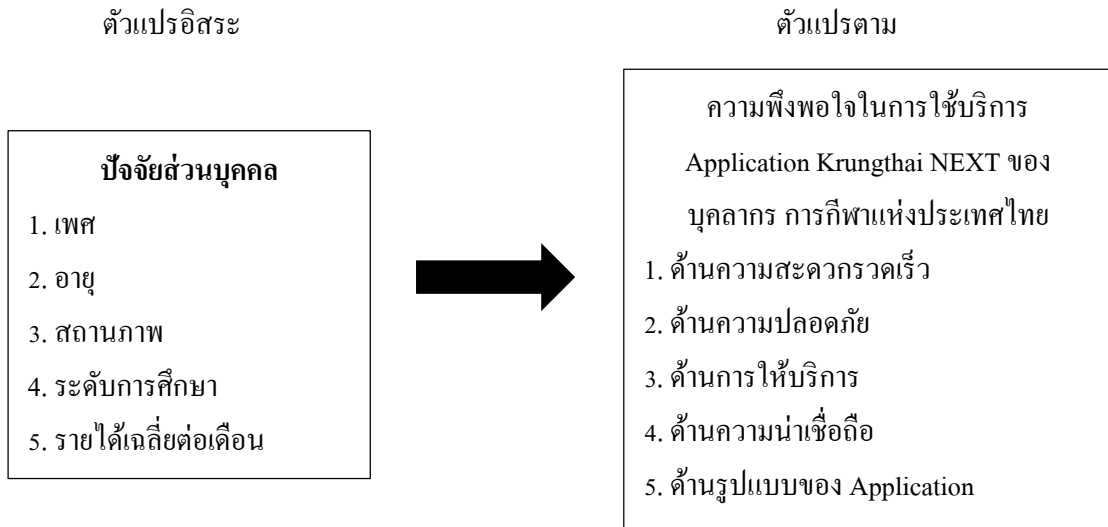 ตัวแปรอิสระ
ตัวแปรตาม
ปัจจัยส่วนบุคคล
1. เพศ
2. อายุ
3. สถานภาพ
4. ระดับการศึกษา
5. รายได้เฉลี่ยต่อเดือน
ความพึงพอใจในการใช้บริการ
Application Krungthai NEXT ของ
บุคลากร การกีฬาแห่งประเทศไทย
1. ด้านความสะดวกรวดเร็ว
2. ด้านความปลอดภัย
3. ด้านการให้บริการ
4. ด้านความน่าเชื่อถือ
5. ด้านรูปแบบของ Application